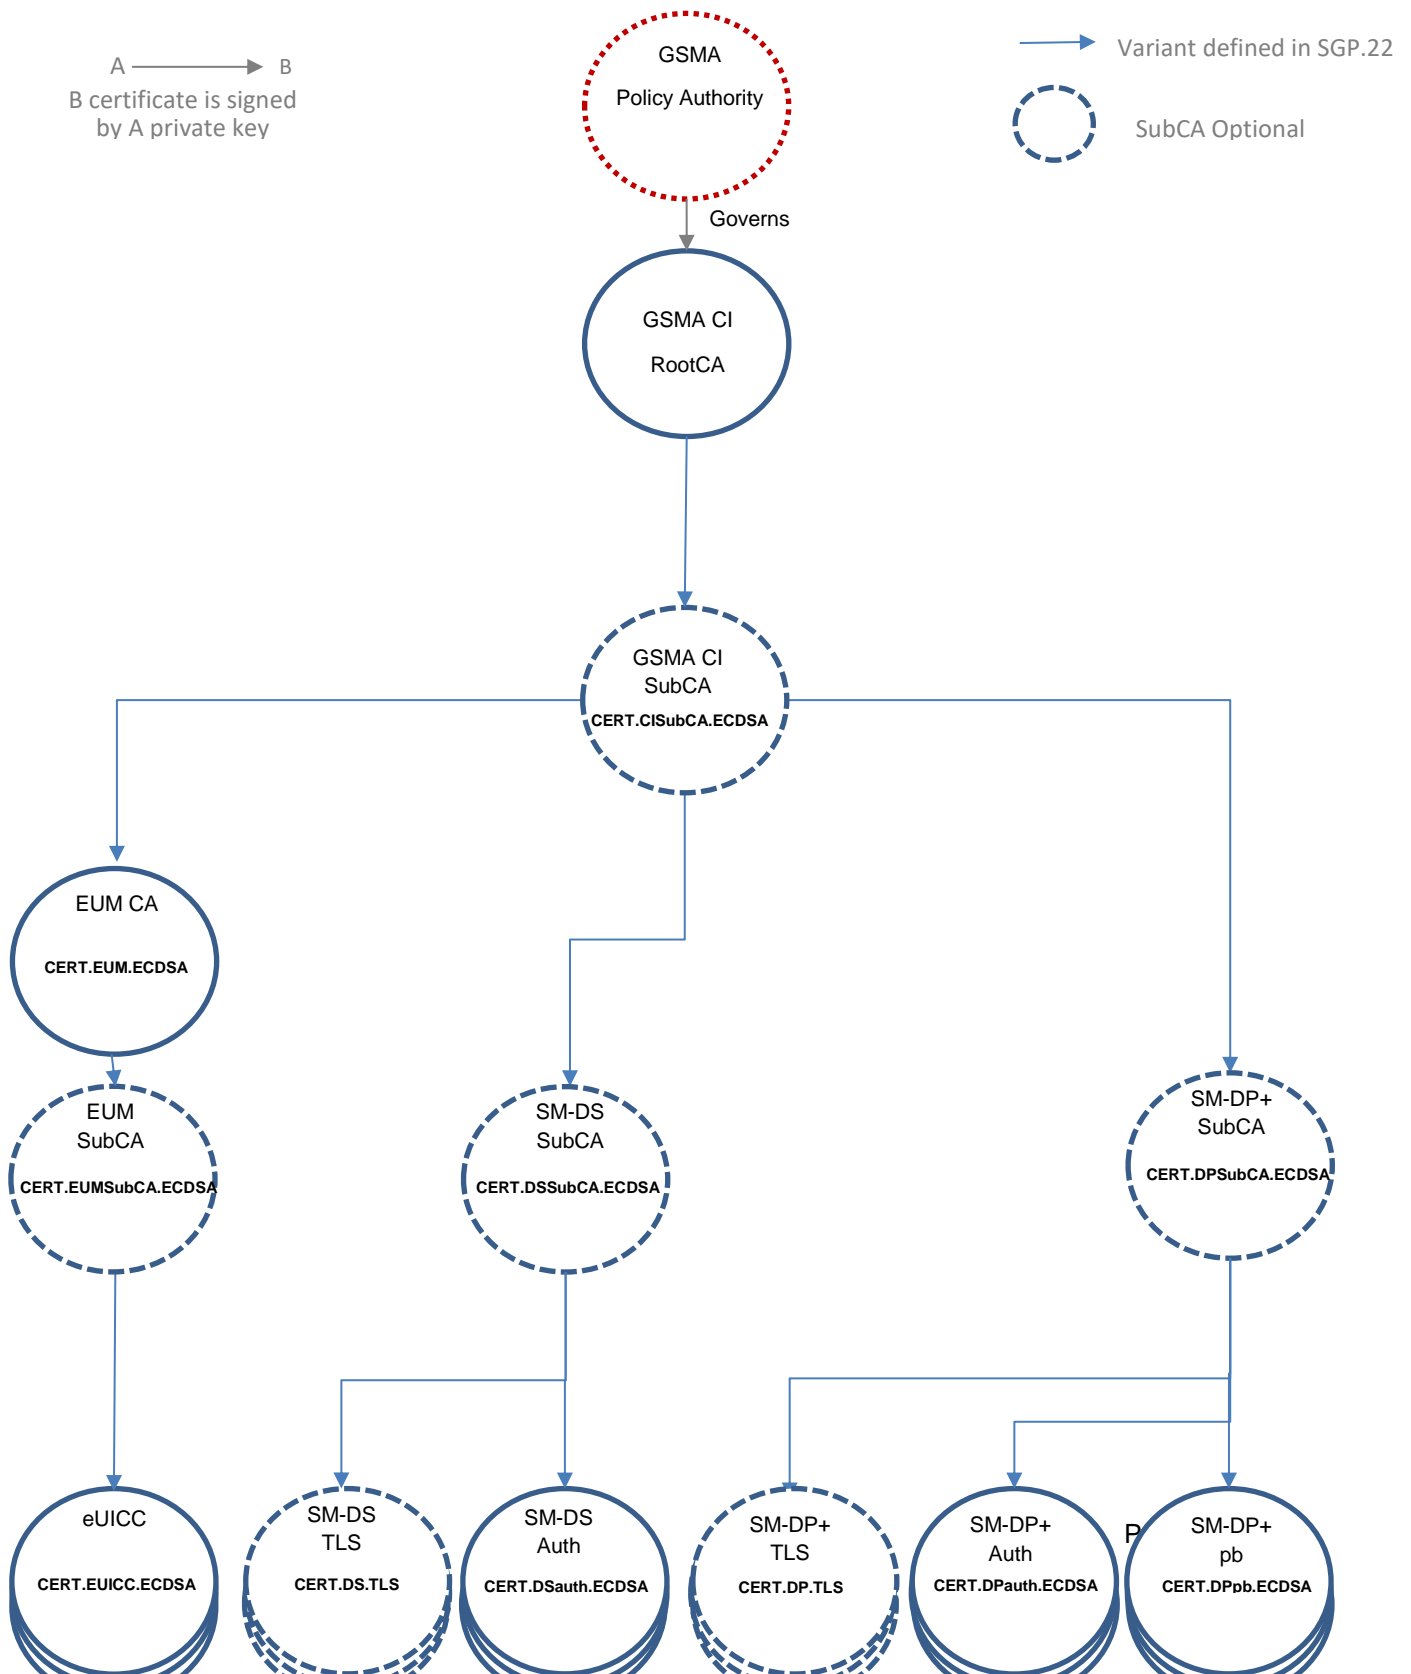 GSMA
Policy Authority
Variant defined in SGP.22
A
B
B certificate is signed
by A private key
SubCA Optional
Governs
GSMA CI
RootCA
GSMA CI
SubCA
CERT.CISubCA.ECDSA
EUM CA
CERT.EUM.ECDSA
EUM
SubCA
CERT.EUMSubCA.ECDSA
SM-DS
SubCA
CERT.DSSubCA.ECDSA
SM-DP+
SubCA
CERT.DPSubCA.ECDSA
eUICC
CERT.EUICC.ECDSA
SM-DS
TLS
CERT.DS.TLS
SM-DS
Auth
CERT.DSauth.ECDSA
SM-DP+
TLS
CERT.DP.TLS
SM-DP+
Auth
CERT.DPauth.ECDSA
P
SM-DP+
pb
CERT.DPpb.ECDSA